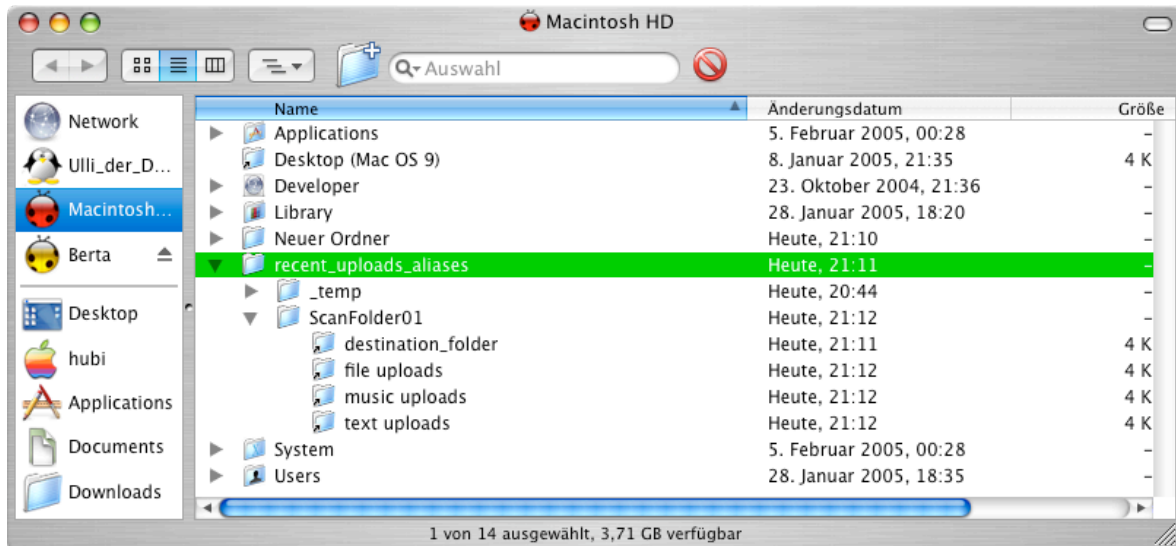 Macintosh HD
Auswahl
Network
Ulli_der_D...
Macintosh...
Berta
Desktop
hubi
Applications
Documents
Downloads
Name Änderungsdatum Größe
Applications 5. Februar 2005, 00:28 –
Desktop (Mac OS 9) 8. Januar 2005, 21:35 4 K
Developer 23. Oktober 2004, 21:36 –
Library 28. Januar 2005, 18:20 –
Neuer Ordner Heute, 21:10 –
recent_uploads_aliases Heute, 21:11 –
_temp Heute, 20:44 –
ScanFolder01 Heute, 21:12 –
destination_folder Heute, 21:11 4 K
file uploads Heute, 21:12 4 K
music uploads Heute, 21:12 4 K
text uploads Heute, 21:12 4 K
System 5. Februar 2005, 00:28 –
Users 28. Januar 2005, 18:35 –
1 von 14 ausgewählt, 3,71 GB verfügbar